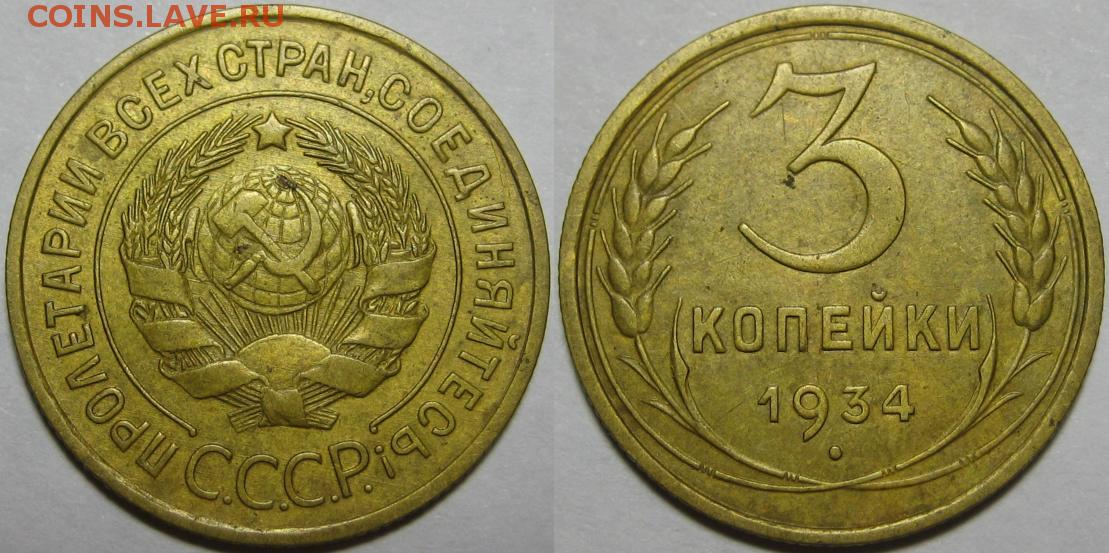 COINS.LAVE.RU
ПРОЛЕТАРИИ ВСЕХ СТРАН, СОЕДИНЯЙТЕСЬ!
С.С.С.Р.
3
КОПЕЙКИ
1934